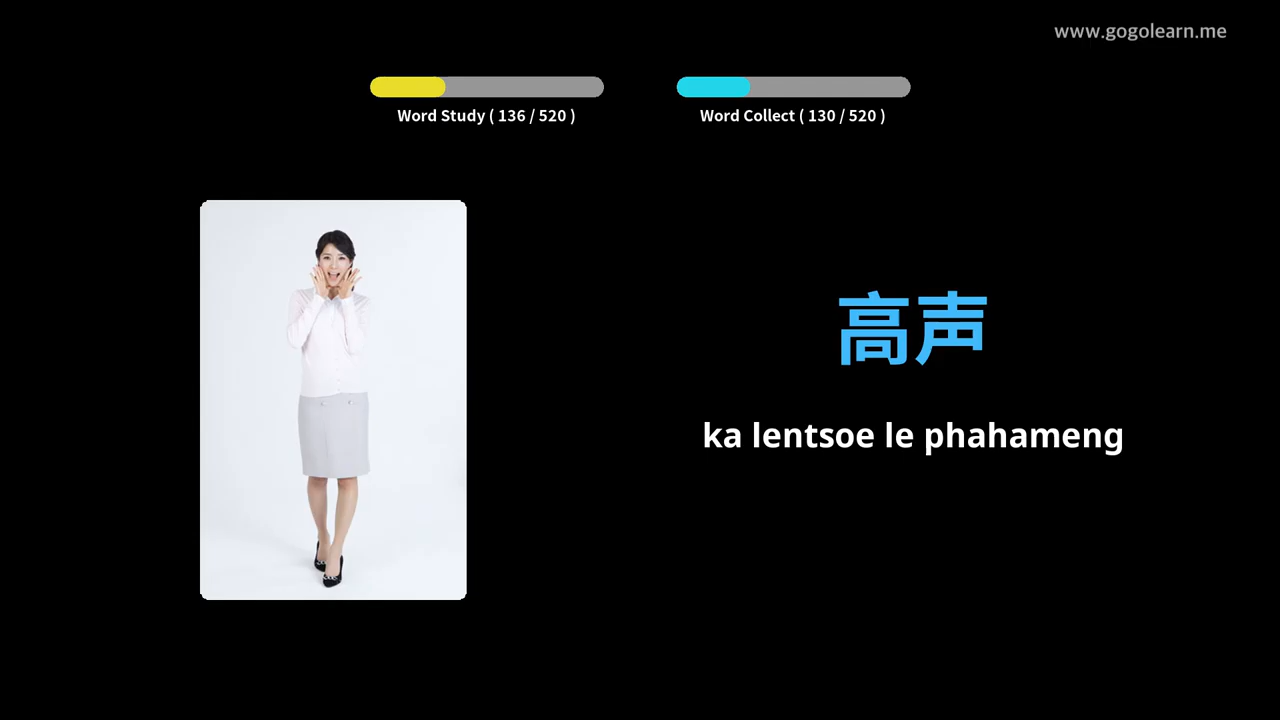 www.gogolearn.me
Word Study ( 136 / 520 )
Word Collect ( 130 / 520 )
高声
ka lentsoe le phahameng